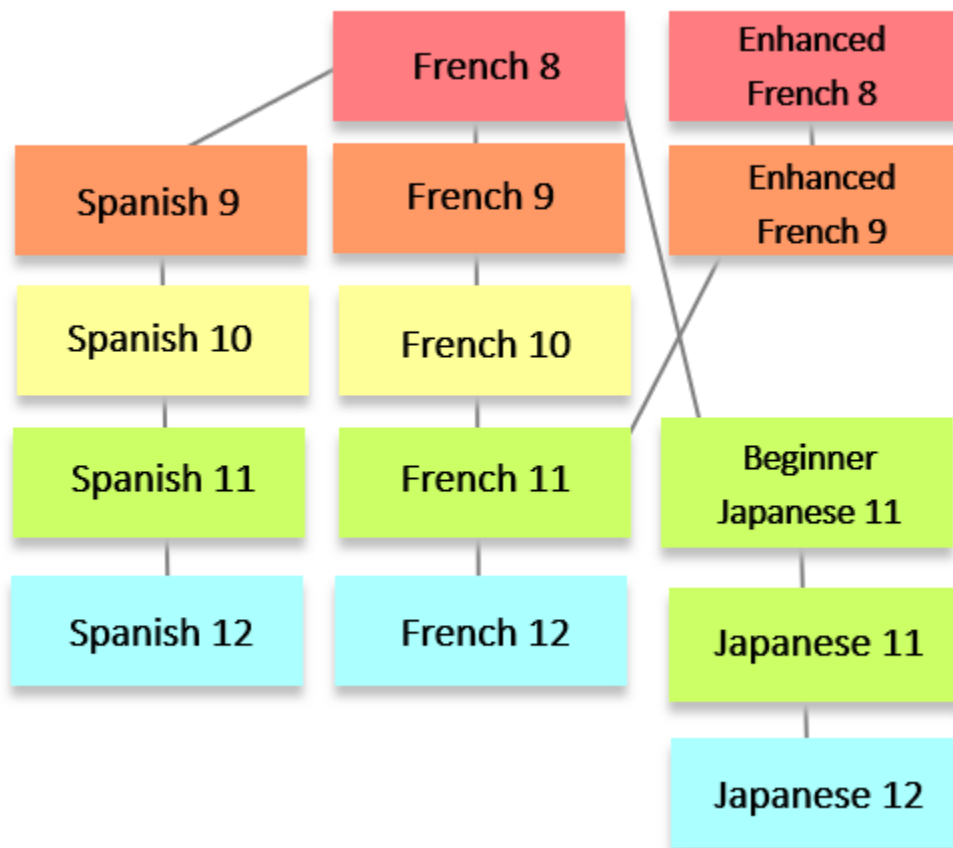 French 8
Enhanced
French 8
Spanish 9
French 9
Enhanced
French 9
Spanish 10
French 10
Spanish 11
French 11
Beginner
Japanese 11
Spanish 12
French 12
Japanese 11
Japanese 12